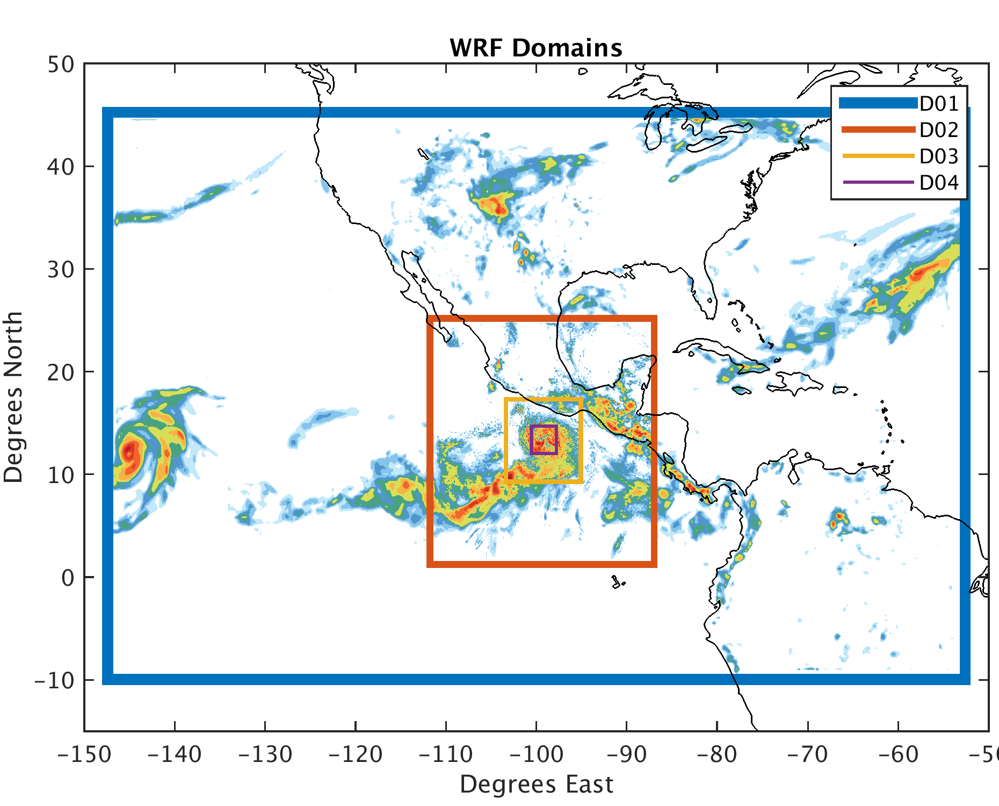 WRF Domains
50
40
30
20
10
0
–10
Degrees North
D01
D02
D03
D04
–150 –140 –130 –120 –110 –100 –90 –80 –70 –60
Degrees East